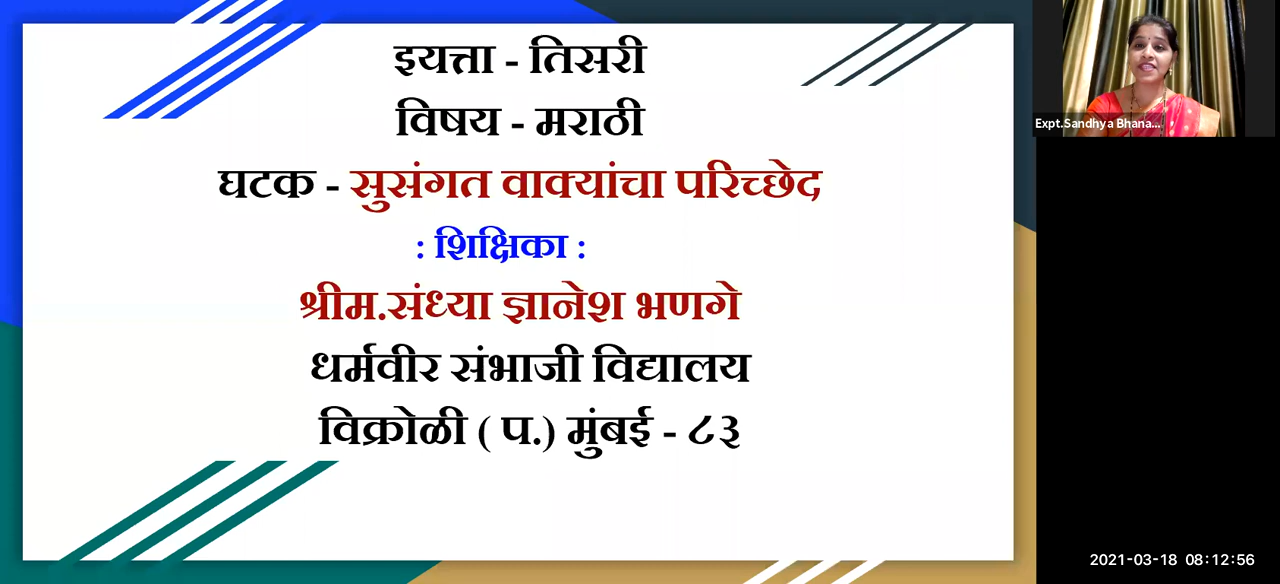 इयत्ता - तिसरी
विषय - मराठी
घटक - सुसंगत वाक्यांचा परिच्छेद
: शिक्षिका :
श्रीम.संध्या ज्ञानेश भणगे
धर्मवीर संभाजी विद्यालय
विक्रोळी ( प.) मुंबई - ८३
Expt.Sandhya Bhana...
2021-03-18 08:12:56